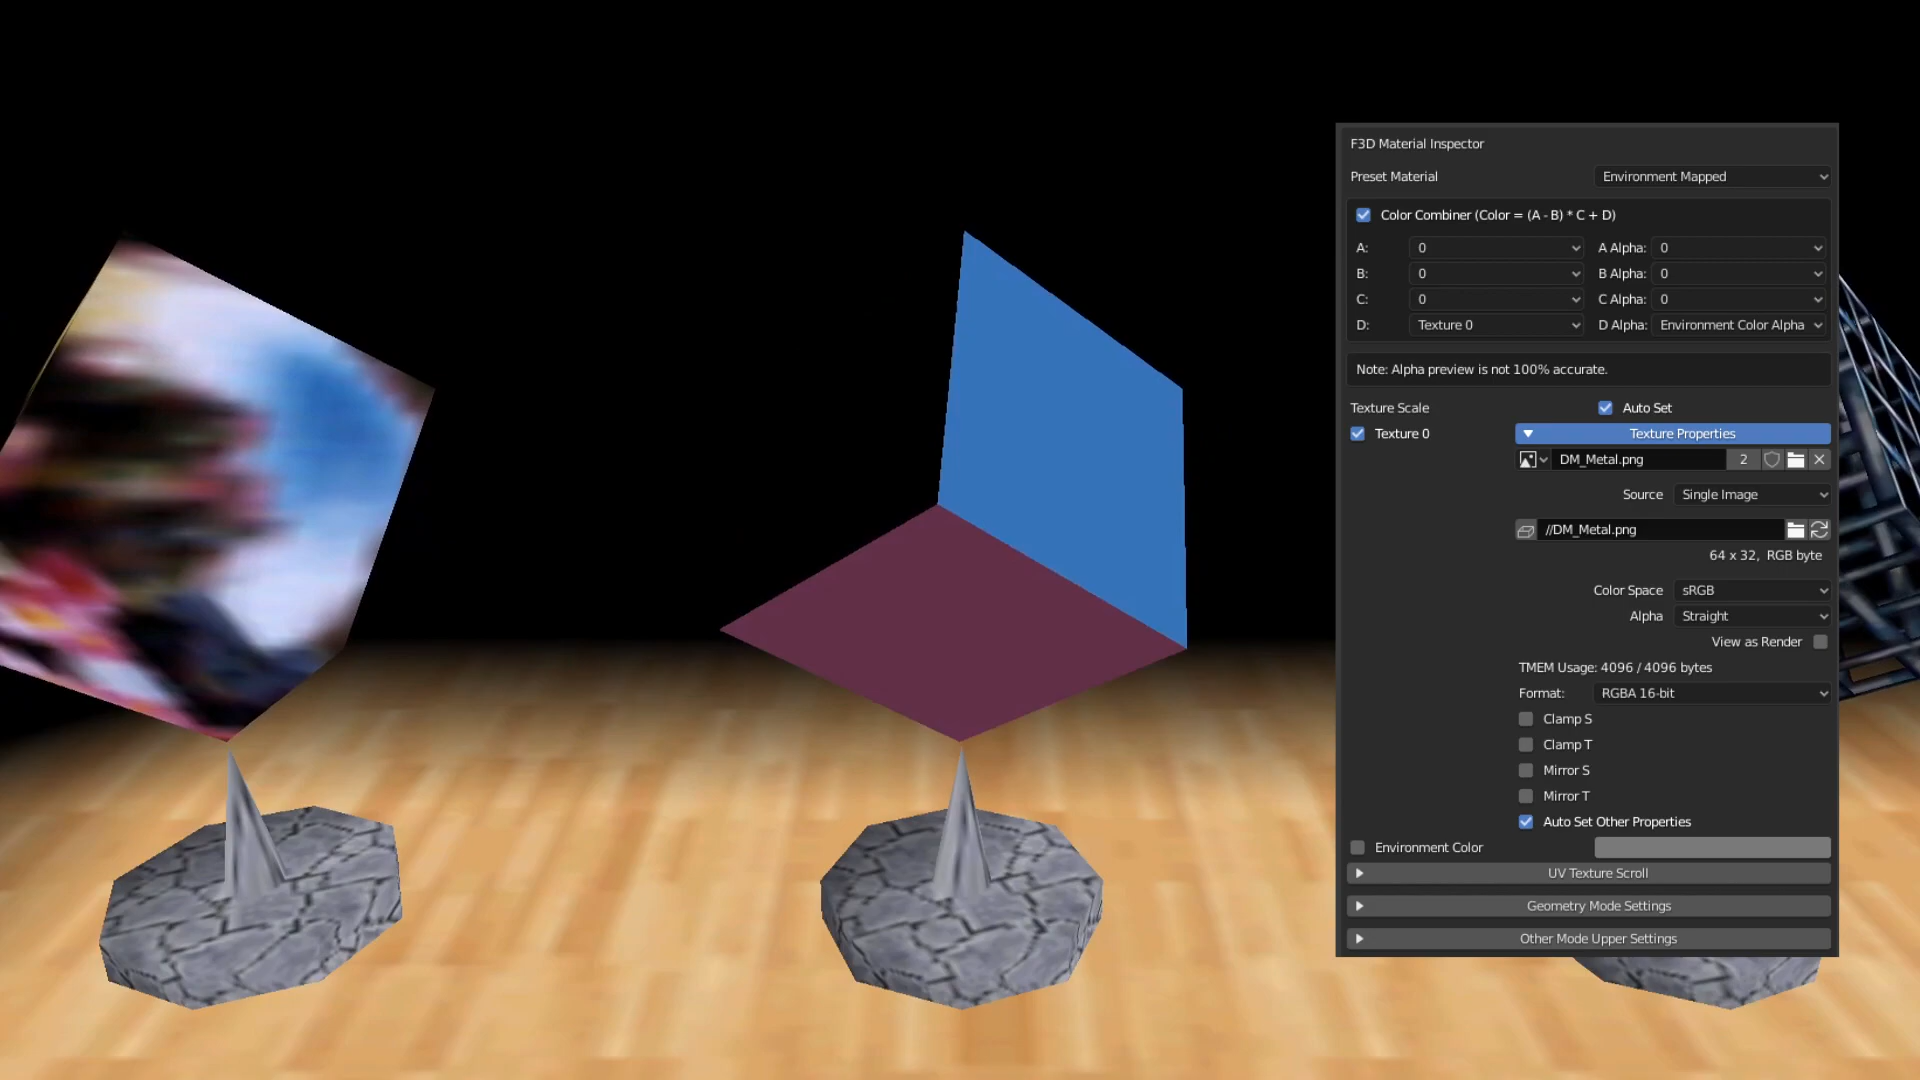 F3D Material Inspector
Preset Material Environment Mapped
Color Combiner (Color = (A - B) * C + D)
A: 0 A Alpha: 0
B: 0 B Alpha: 0
C: 0 C Alpha: 0
D: Texture 0 D Alpha: Environment Color Alpha
Note: Alpha preview is not 100% accurate.
Texture Scale Auto Set
Texture 0 Texture Properties
DM_Metal.png 2
Source Single Image
//DM_Metal.png
64 x 32, RGB byte
Color Space sRGB
Alpha Straight
View as Render
TMEM Usage: 4096 / 4096 bytes
Format: RGBA 16-bit
Clamp S
Clamp T
Mirror S
Mirror T
Auto Set Other Properties
Environment Color
UV Texture Scroll
Geometry Mode Settings
Other Mode Upper Settings